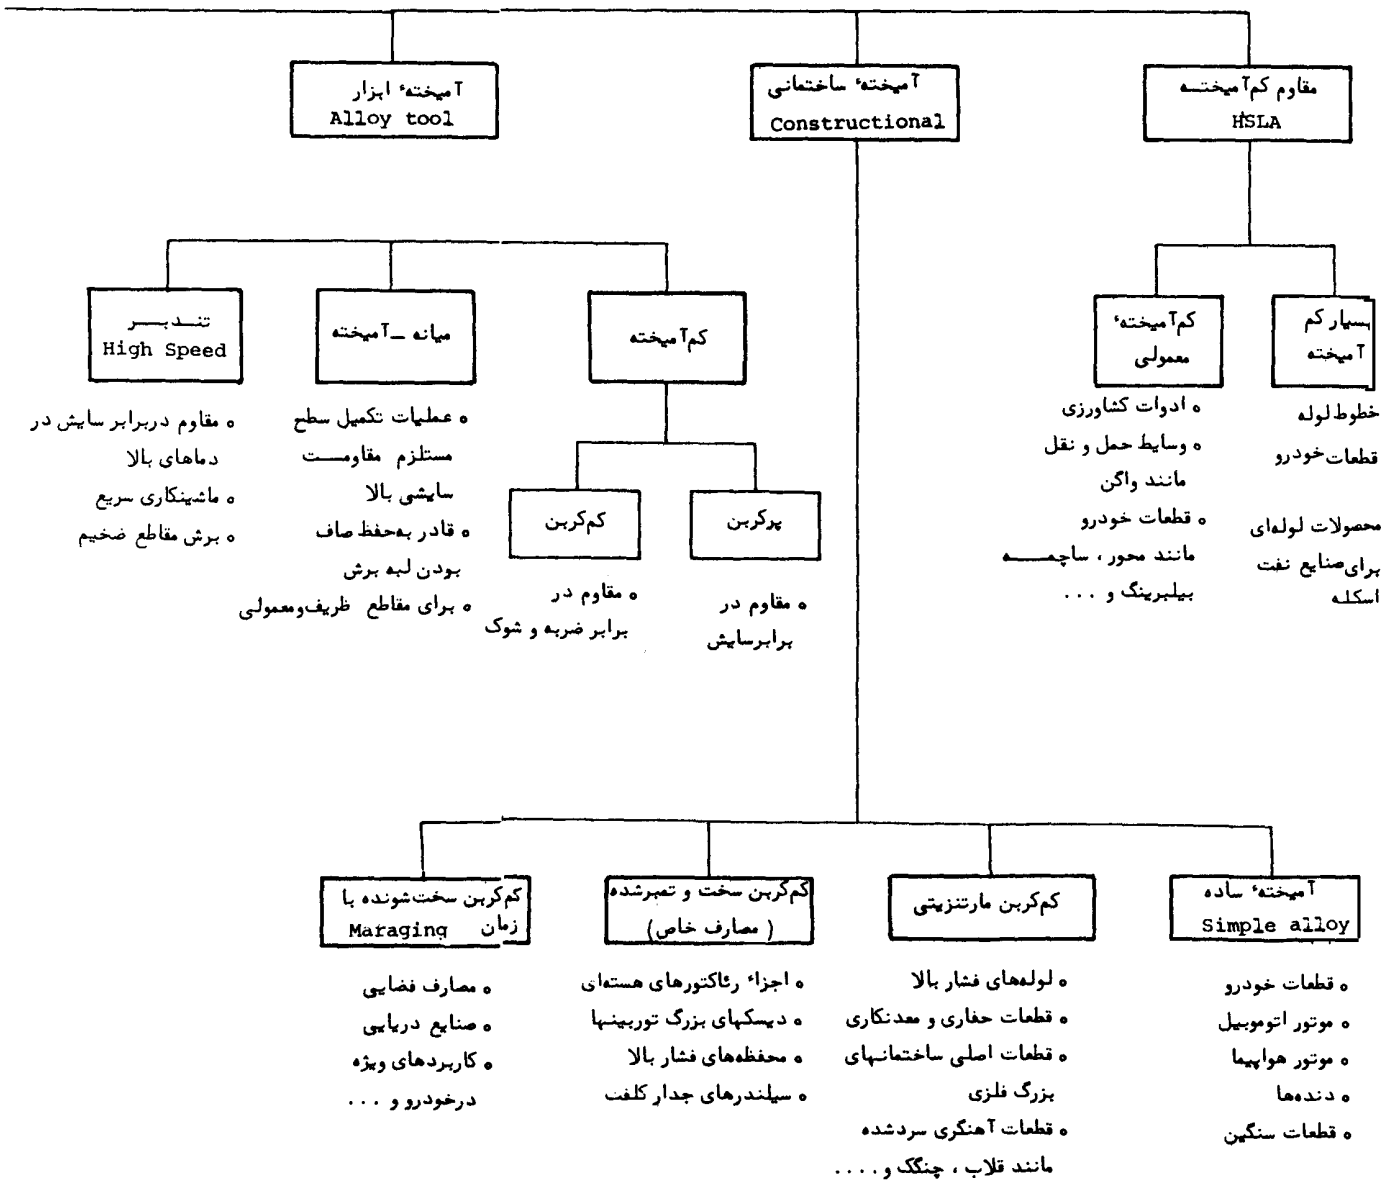 مقاوم کم‌آمیخته
HSLA
آمیختهٔ ساختمانی
Constructional
آمیختهٔ ابزار
Alloy tool
بسیار کم
آمیخته
خطوط لوله
قطعات خودرو
محصولات لوله‌ای
برای صنایع نفت
اسکله
کم‌آمیختهٔ
معمولی
• ادوات کشاورزی
• وسایط حمل و نقل
مانند واگن
• قطعات خودرو
مانند محور ، ساچمه
بیلبرینگ و ...
کم‌آمیخته
پرکربن
• مقاوم در
برابر سایش
کم‌کربن
• مقاوم در
برابر ضربه و شوک
میانه – آمیخته
• عملیات تکمیل سطح
مستلزم مقاومت
سایشی بالا
• قادر به‌حفظ صاف
بودن لبه برش
• برای مقاطع ظریف‌و‌معمولی
تندبر
High Speed
• مقاوم در‌برابر سایش در
دماهای بالا
• ماشینکاری سریع
• برش مقاطع ضخیم
آمیختهٔ ساده
Simple alloy
• قطعات خودرو
• موتور اتوموبیل
• موتور هواپیما
• دنده‌ها
• قطعات سنگین
کم‌کربن مارتنزیتی
• لوله‌های فشار بالا
• قطعات حفاری و معدنکاری
• قطعات اصلی ساختمانهای
بزرگ فلزی
• قطعات آهنگری سردشده
مانند قلاب ، چنگک و ....
کم‌کربن سخت و تمبرشده
( مصارف خاص)
• اجزاء رئاکتورهای هسته‌ای
• دیسکهای بزرگ توربینها
• محفظه‌های فشار بالا
• سیلندرهای جدار کلفت
کم‌کربن سخت‌شونده با
زمان Maraging
• مصارف فضایی
• صنایع دریایی
• کاربردهای ویژه
درخودرو و ...